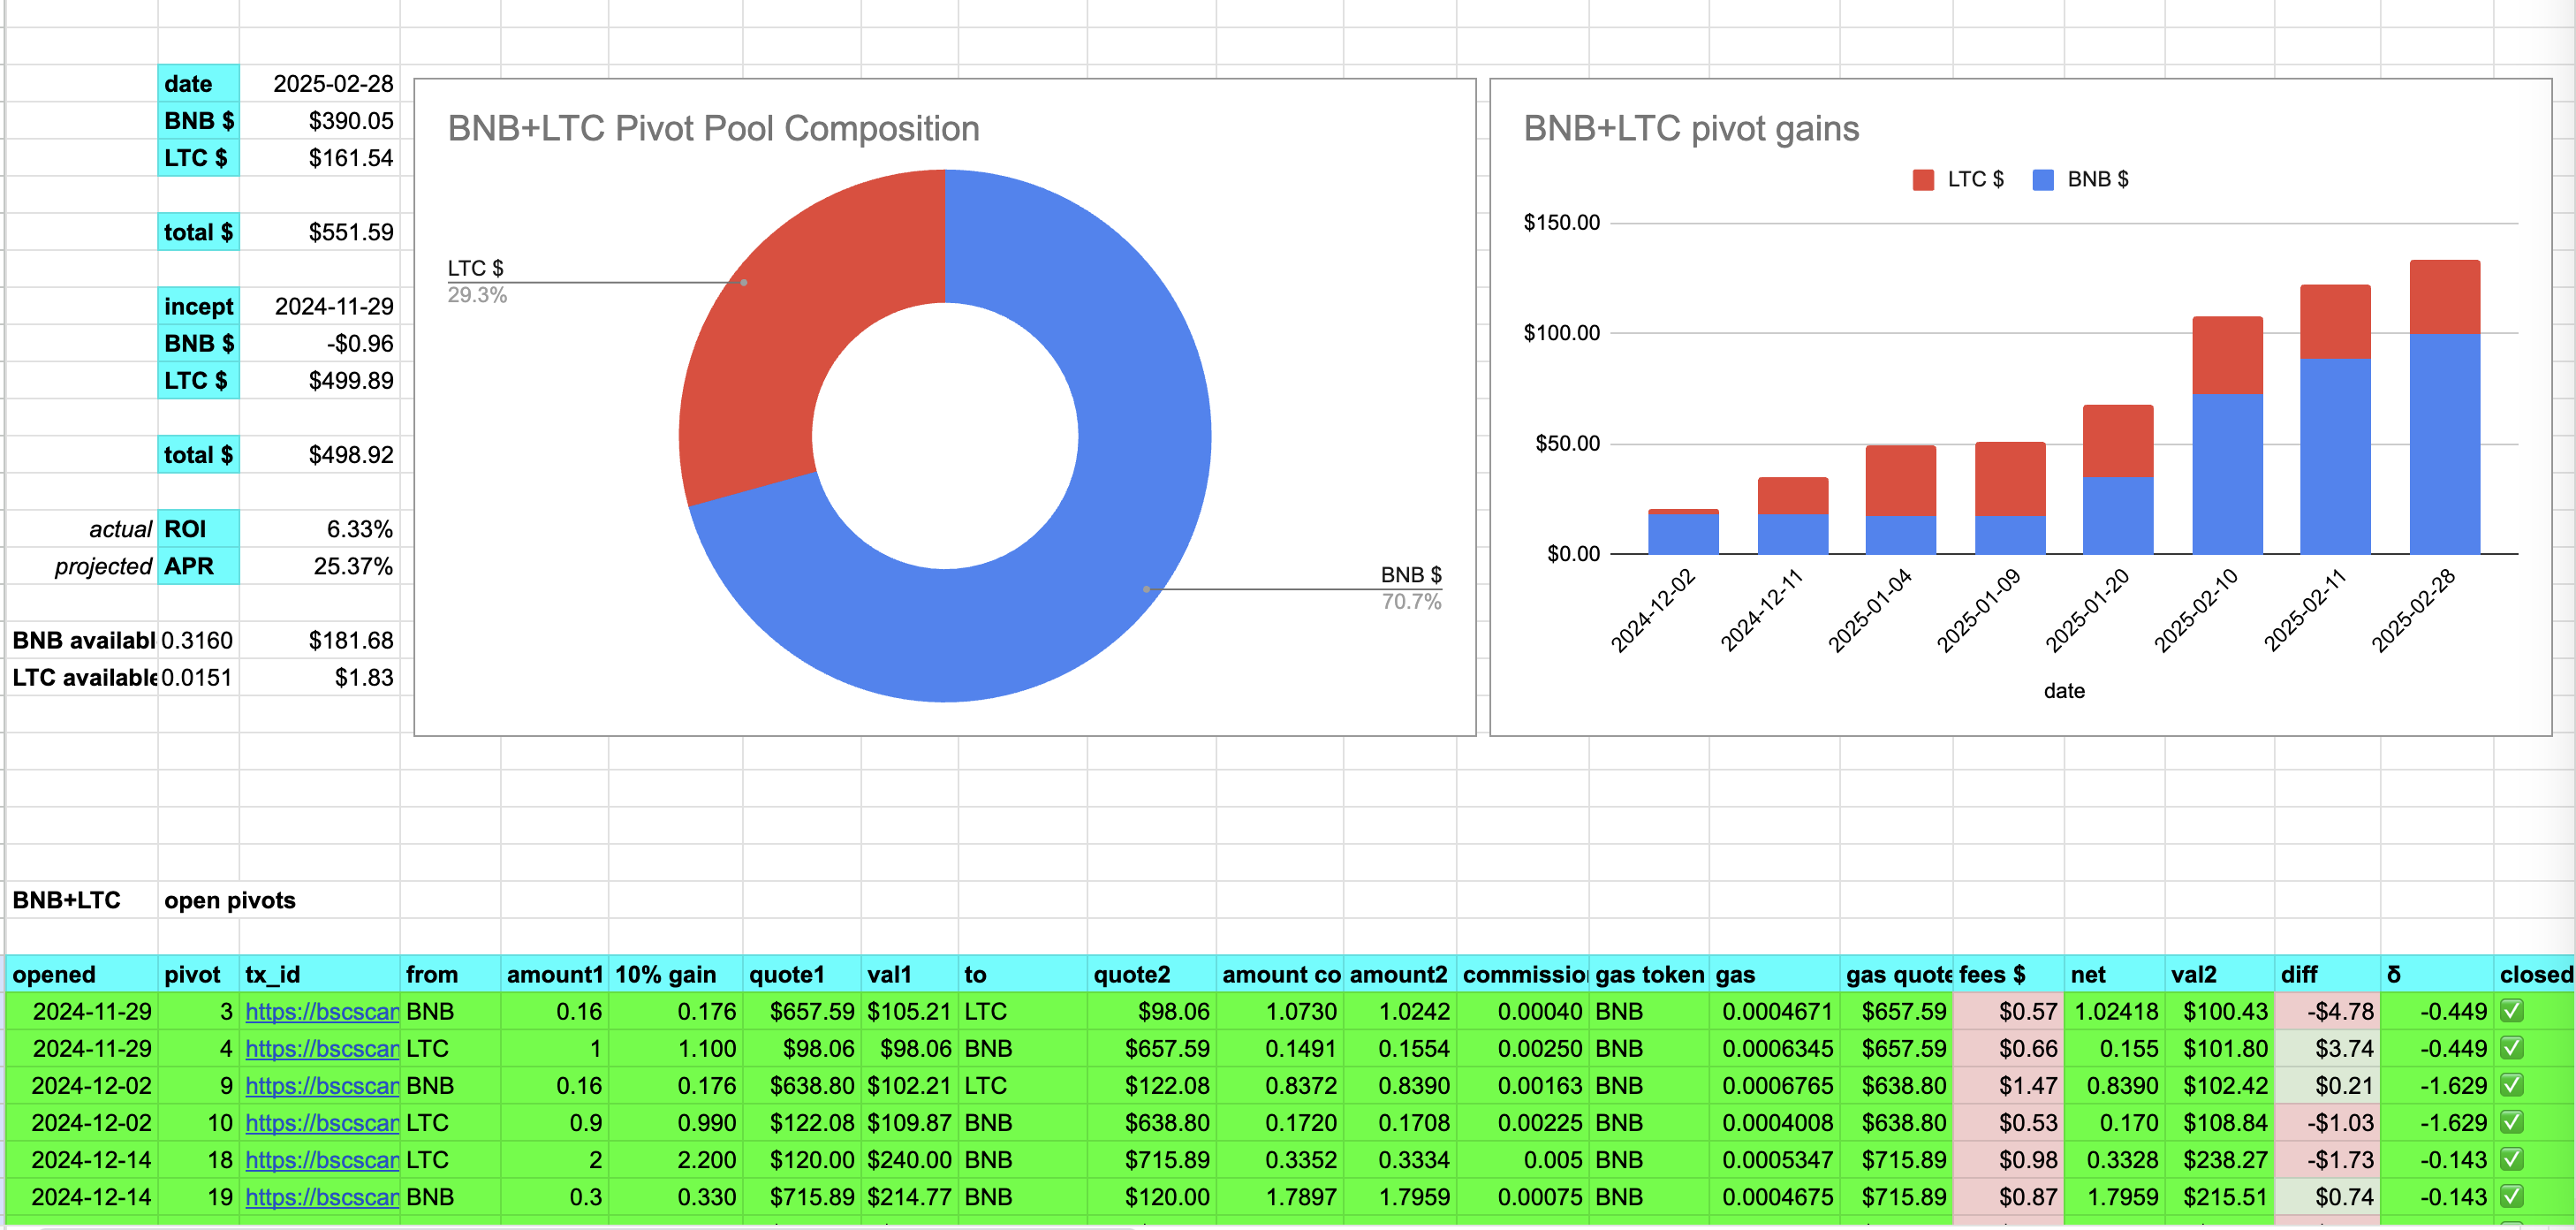 date 2025-02-28
BNB $ $390.05
LTC $ $161.54
total $ $551.59
incept 2024-11-29
BNB $ -$0.96
LTC $ $499.89
total $ $498.92
actual ROI 6.33%
projected APR 25.37%
BNB availabl 0.3160 $181.68
LTC available 0.0151 $1.83
BNB+LTC Pivot Pool Composition
LTC $
29.3%
BNB $
70.7%
BNB+LTC pivot gains
LTC $ BNB $
$150.00
$100.00
$50.00
$0.00
2024-12-02 2024-12-11 2025-01-04 2025-01-09 2025-01-20 2025-02-10 2025-02-11 2025-02-28
date
BNB+LTC open pivots
opened pivot tx_id from amount1 10% gain quote1 val1 to quote2 amount co amount2 commissio gas token gas gas quote fees $ net val2 diff δ closed
2024-11-29 3 https://bscscan BNB 0.16 0.176 $657.59 $105.21 LTC $98.06 1.0730 1.0242 0.00040 BNB 0.0004671 $657.59 $0.57 1.02418 $100.43 -$4.78 -0.449 ✅
2024-11-29 4 https://bscscan LTC 1 1.100 $98.06 $98.06 BNB $657.59 0.1491 0.1554 0.00250 BNB 0.0006345 $657.59 $0.66 0.155 $101.80 $3.74 -0.449 ✅
2024-12-02 9 https://bscscan BNB 0.16 0.176 $638.80 $102.21 LTC $122.08 0.8372 0.8390 0.00163 BNB 0.0006765 $638.80 $1.47 0.8390 $102.42 $0.21 -1.629 ✅
2024-12-02 10 https://bscscan LTC 0.9 0.990 $122.08 $109.87 BNB $638.80 0.1720 0.1708 0.00225 BNB 0.0004008 $638.80 $0.53 0.170 $108.84 -$1.03 -1.629 ✅
2024-12-14 18 https://bscscan LTC 2 2.200 $120.00 $240.00 BNB $715.89 0.3352 0.3334 0.005 BNB 0.0005347 $715.89 $0.98 0.3328 $238.27 -$1.73 -0.143 ✅
2024-12-14 19 https://bscscan BNB 0.3 0.330 $715.89 $214.77 BNB $120.00 1.7897 1.7959 0.00075 BNB 0.0004675 $715.89 $0.87 1.7959 $215.51 $0.74 -0.143 ✅